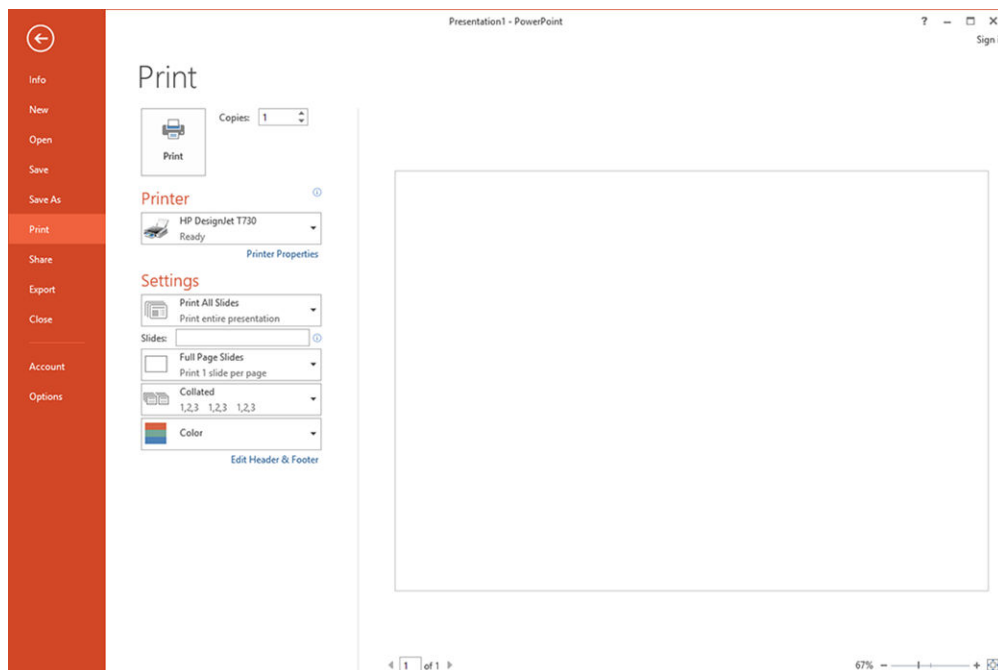 Presentation1 - PowerPoint
?
Sign i
Info
New
Open
Save
Save As
Print
Share
Export
Close
Account
Options
Print
Print
Copies: 1
Printer
HP DesignJet T730
Ready
Printer Properties
Settings
Print All Slides
Print entire presentation
Slides:
Full Page Slides
Print 1 slide per page
Collated
1,2,3 1,2,3 1,2,3
Color
Edit Header & Footer
1 of 1
67%